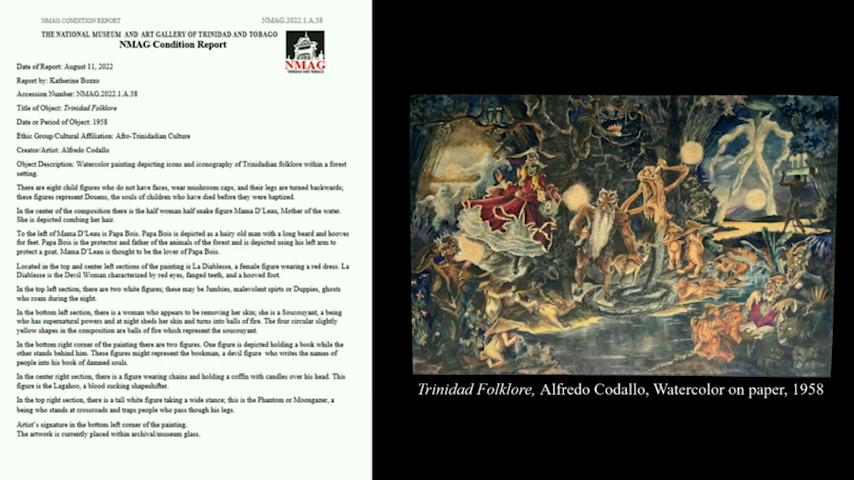 NMAG CONDITION REPORT NMAG.2022.1.A.38
THE NATIONAL MUSEUM AND ART GALLERY OF TRINIDAD AND TOBAGO
NMAG Condition Report
NMAG
TRINIDAD AND TOBAGO
Date of Report: August 11, 2022
Report by: Katherine Bozzo
Accession Number: NMAG.2022.1.A.38
Title of Object: Trinidad Folklore
Date or Period of Object: 1958
Ethic Group/Cultural Affiliation: Afro-Trinidadian Culture
Creator/Artist: Alfredo Codallo
Object Description: Watercolor painting depicting icons and iconography of Trinidadian folklore within a forest
setting.
There are eight child figures who do not have faces, wear mushroom caps, and their legs are turned backwards;
these figures represent Douens, the souls of children who have died before they were baptized.
In the center of the composition there is the half woman half snake figure Mama D'Leau, Mother of the water.
She is depicted combing her hair.
To the left of Mama D'Leau is Papa Bois. Papa Bois is depicted as a hairy old man with a long beard and hooves
for feet. Papa Bois is the protector and father of the animals of the forest and is depicted using his left arm to
protect a goat. Mama D'Leau is thought to be the lover of Papa Bois.
Located in the top and center left sections of the painting is La Diablesse, a female figure wearing a red dress. La
Diablesse is the Devil Woman characterized by red eyes, fanged teeth, and a hooved foot.
In the top left section, there are two white figures; these may be Jumbies, malevolent spirts or Duppies, ghosts
who roam during the night.
In the bottom left section, there is a woman who appears to be removing her skin; she is a Soucouyant, a being
who has supernatural powers and at night sheds her skin and turns into balls of fire. The four circular slightly
yellow shapes in the composition are balls of fire which represent the soucouyant.
In the bottom right corner of the painting there are two figures. One figure is depicted holding a book while the
other stands behind him. These figures might represent the bookman, a devil figure who writes the names of
people into his book of damned souls.
In the center right section, there is a figure wearing chains and holding a coffin with candles over his head. This
figure is the Lagahoo, a blood sucking shapeshifter.
In the top right section, there is a tall white figure taking a wide stance; this is the Phantom or Moongazer, a
being who stands at crossroads and traps people who pass though his legs.
Artist's signature in the bottom left corner of the painting.
The artwork is currently placed within archival/museum glass.
Trinidad Folklore, Alfredo Codallo, Watercolor on paper, 1958